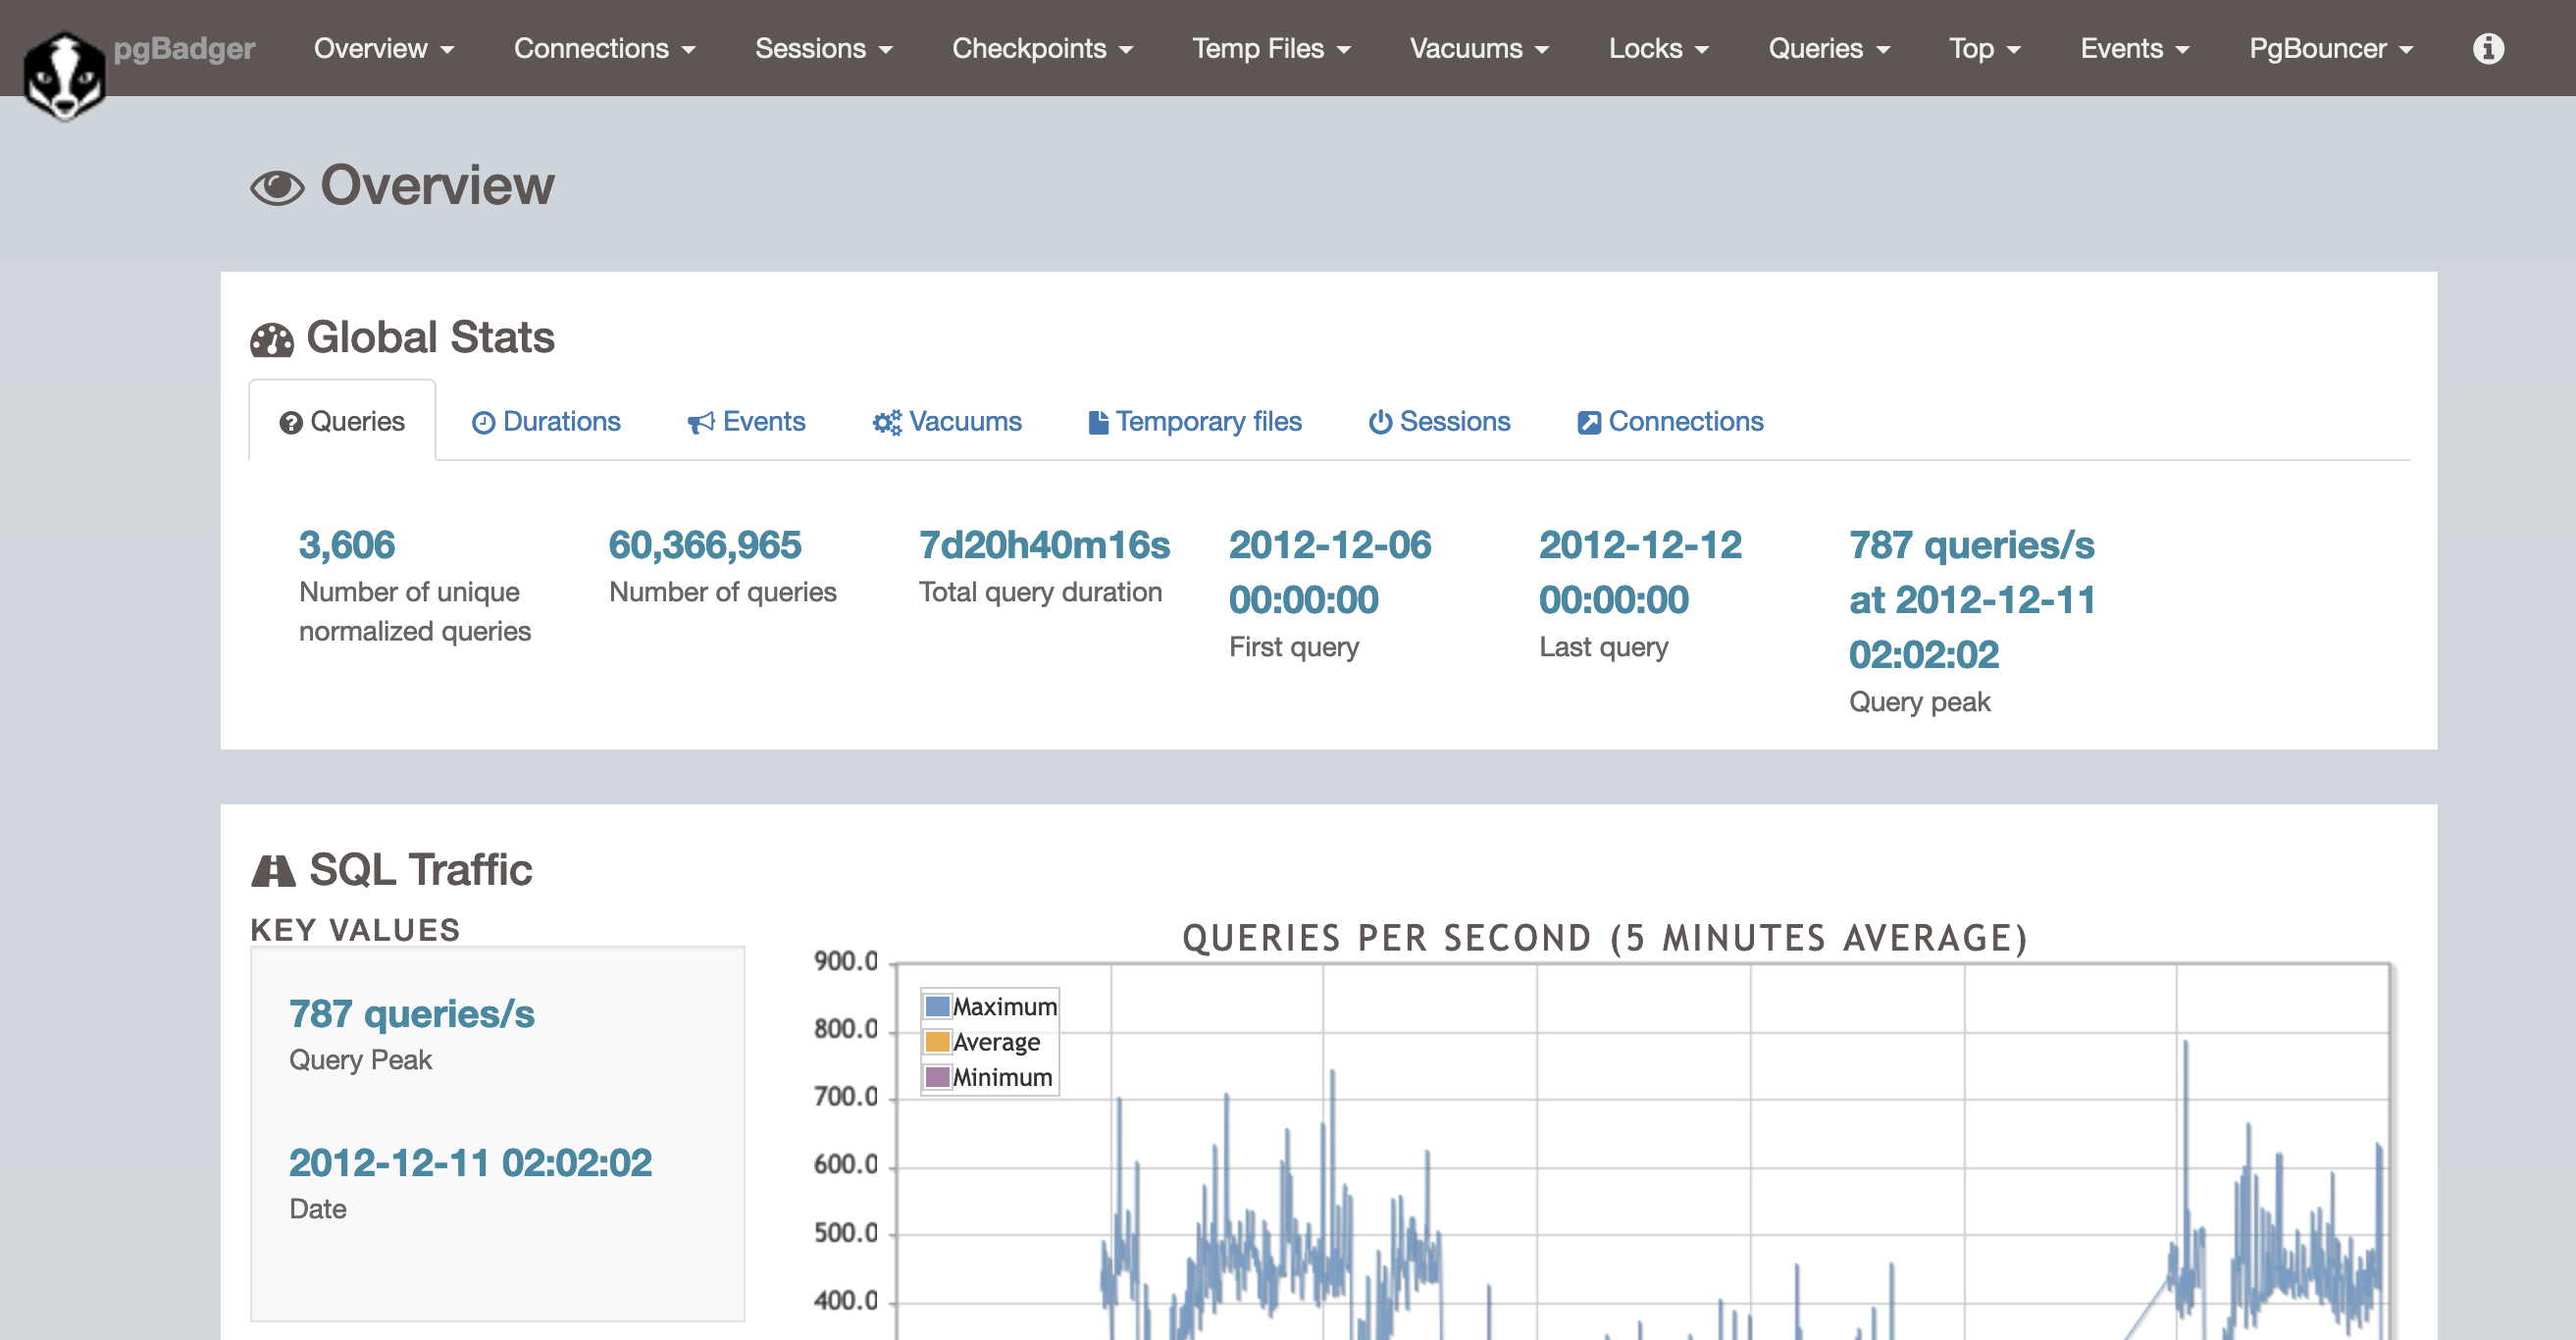 pgBadger Overview Connections Sessions Checkpoints Temp Files Vacuums Locks Queries Top Events PgBouncer
Overview
Global Stats
Queries Durations Events Vacuums Temporary files Sessions Connections
3,606
Number of unique
normalized queries
60,366,965
Number of queries
7d20h40m16s
Total query duration
2012-12-06
00:00:00
First query
2012-12-12
00:00:00
Last query
787 queries/s
at 2012-12-11
02:02:02
Query peak
SQL Traffic
KEY VALUES
787 queries/s
Query Peak
2012-12-11 02:02:02
Date
QUERIES PER SECOND (5 MINUTES AVERAGE)
900.0
800.0
700.0
600.0
500.0
400.0
Maximum
Average
Minimum